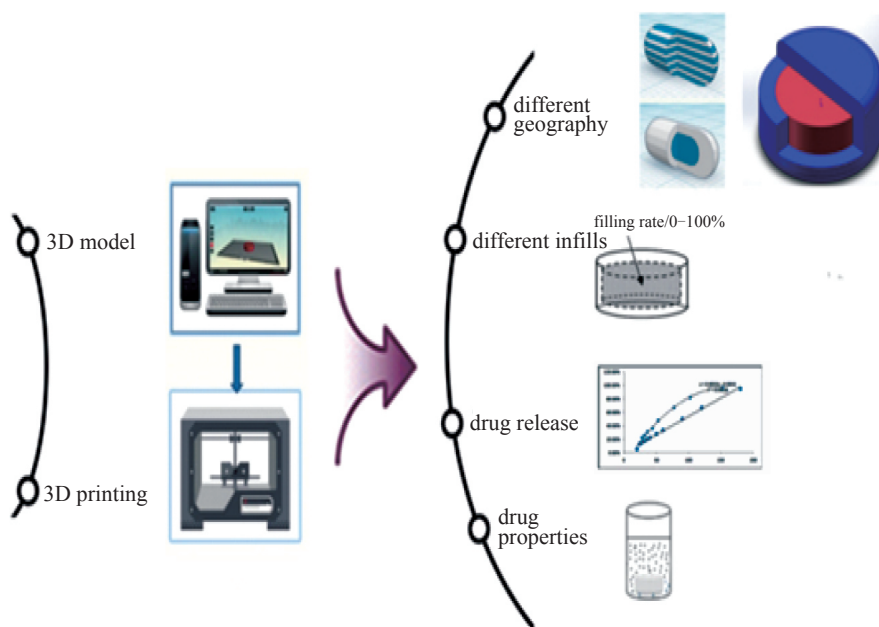 3D model
3D printing
different
geography
different infills
filling rate/0−100%
drug release
drug
properties